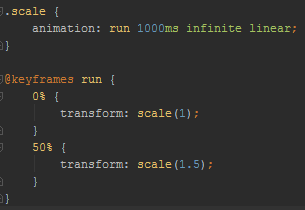 .scale {
    animation: run 1000ms infinite linear;
}
@keyframes run {
    0% {
        transform: scale(1);
    }
    50% {
        transform: scale(1.5);
    }
}